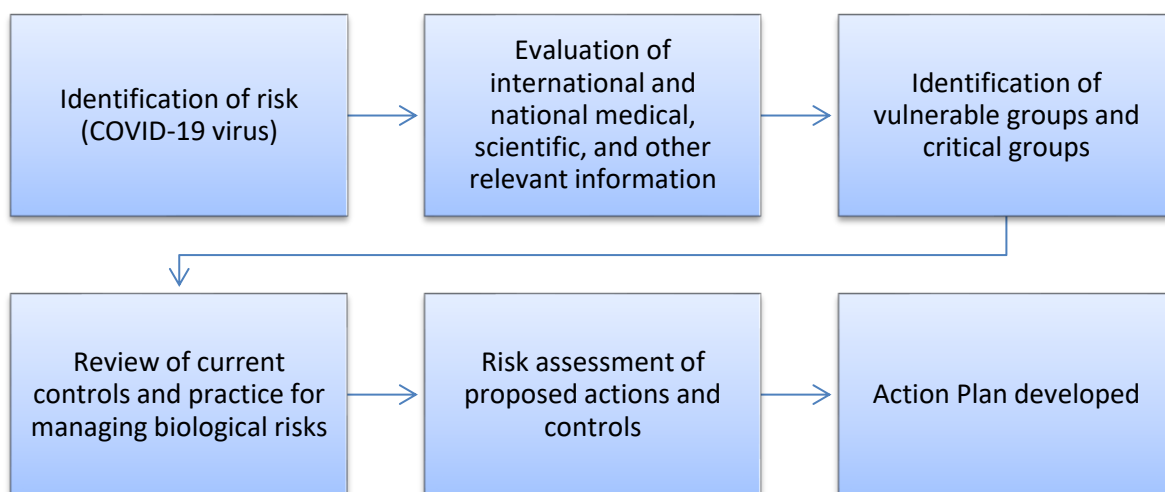 Identification of risk
(COVID-19 virus)
Evaluation of
international and
national medical,
scientific, and other
relevant information
Identification of
vulnerable groups and
critical groups
Review of current
controls and practice for
managing biological risks
Risk assessment of
proposed actions and
controls
Action Plan developed